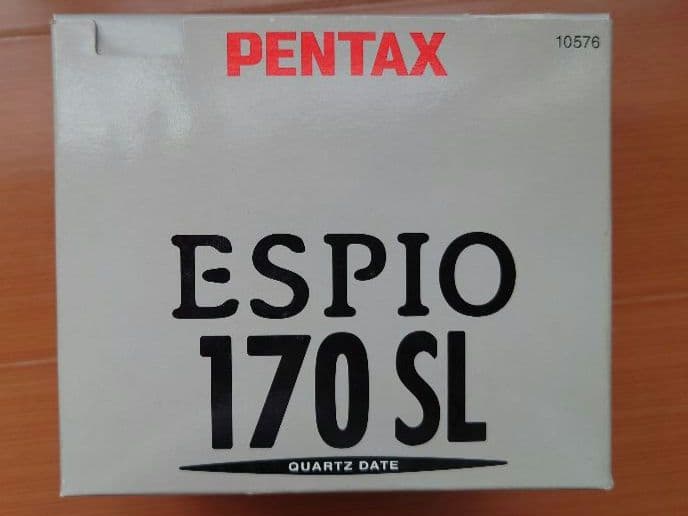 PENTAX
10576
ESPIO
170 SL
QUARTZ DATE